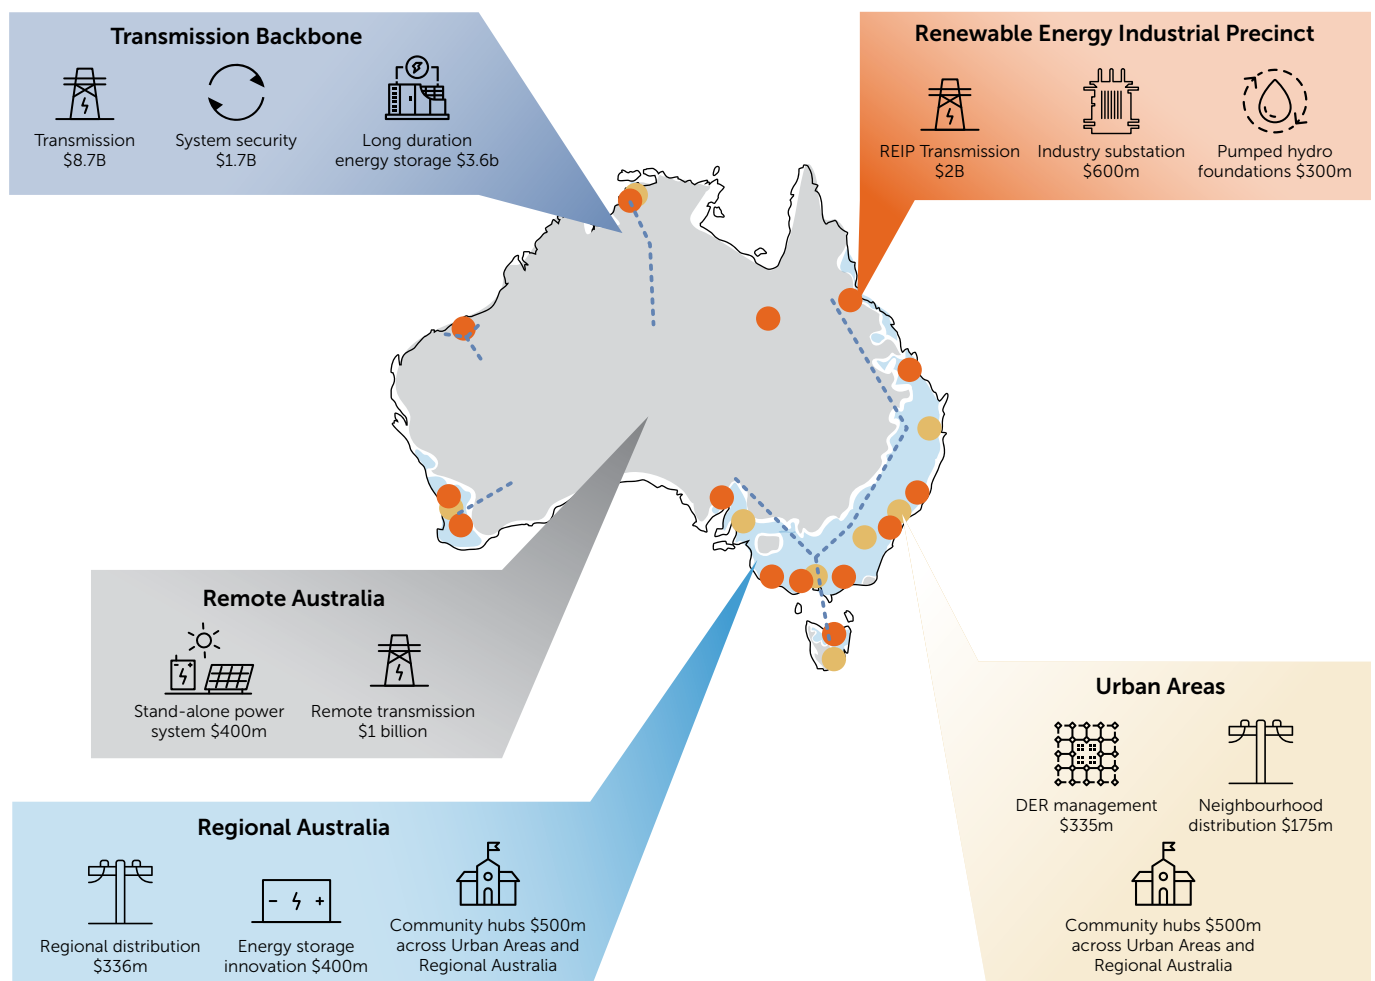 Transmission Backbone
Transmission
$8.7B
System security
$1.7B
Long duration
energy storage $3.6b
Renewable Energy Industrial Precinct
REIP Transmission
$2B
Industry substation
$600m
Pumped hydro
foundations $300m
Remote Australia
Stand-alone power
system $400m
Remote transmission
$1 billion
Regional Australia
Regional distribution
$336m
Energy storage
innovation $400m
Community hubs $500m
across Urban Areas and
Regional Australia
Urban Areas
DER management
$335m
Neighbourhood
distribution $175m
Community hubs $500m
across Urban Areas and
Regional Australia